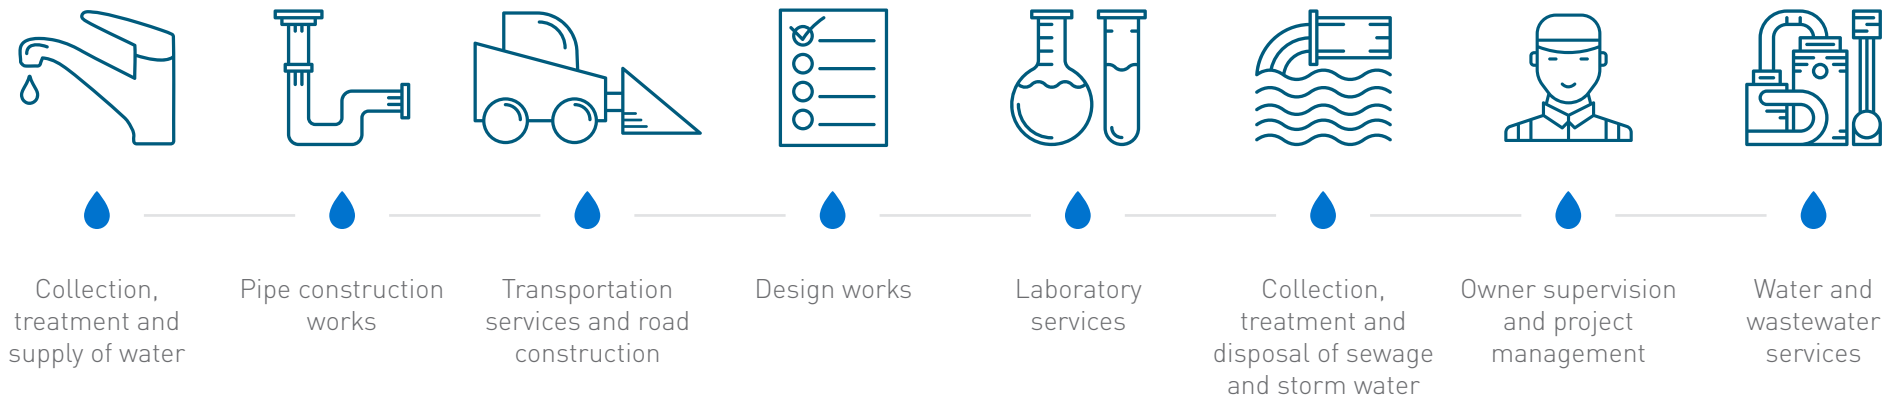 Collection,
treatment and
supply of water
Pipe construction
works
Transportation
services and road
construction
Design works
Laboratory
services
Collection,
treatment and
disposal of sewage
and storm water
Owner supervision
and project
management
Water and
wastewater
services